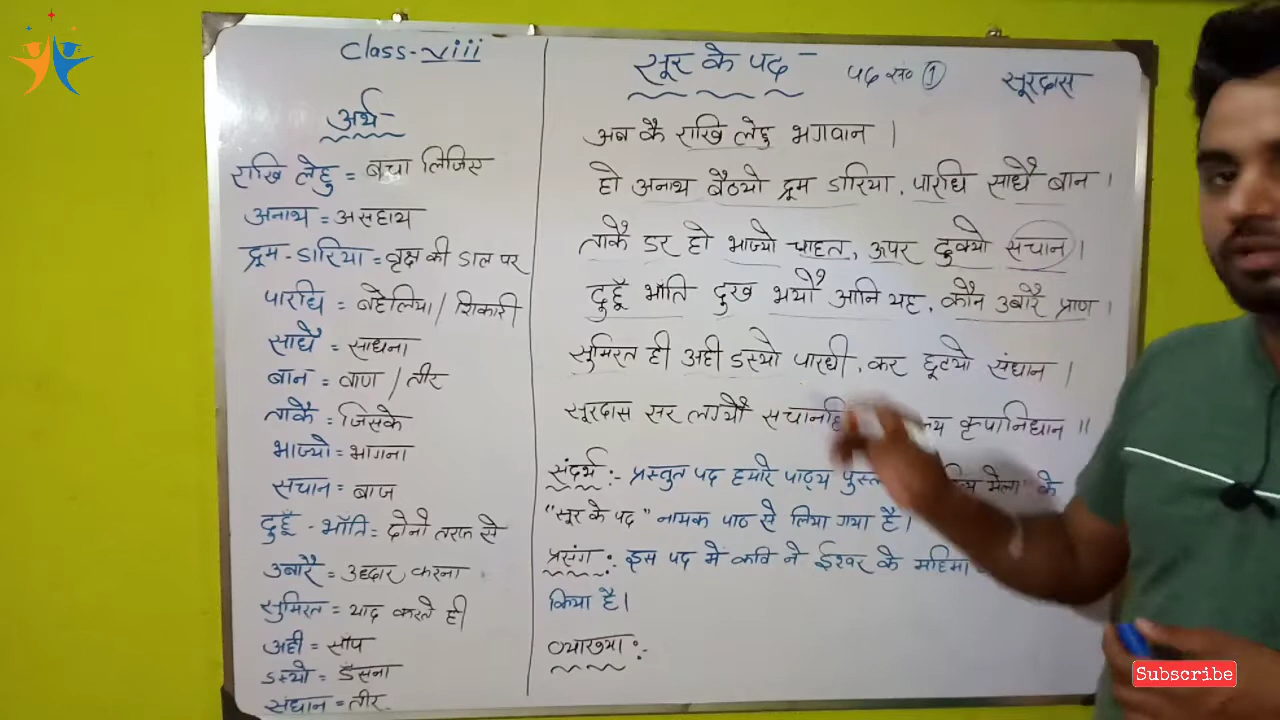 Class-viii
अर्थ-
राखि लेहु = बचा लिजिए
अनाथ = असहाय
द्रूम-डारिया = वृक्ष की डाल पर
पारधि = बहेलिया / शिकारी
साधै = साधना
बान = वाण / तीर
ताकै = जिसके
भाज्यो = भागना
सचान = बाज
दुहूँ - भाँति = दोनो तरफ से
उबारै = उद्दार करना
सुमिरत = याद करते ही
अही = साँप
डस्यो = डँसना
संधान = तीर
सूर के पद - पद सं० 1 सूरदास
अब कै राखि लेहु भगवान ।
हो अनाथ बैठयो द्रूम डारिया, पारधि साधै बान ।
ताकै डर हो भाज्यो चाहत, ऊपर ढुक्यो सचान ।
दुहूँ भाँति दुख भयौ आनि यह, कौन उबारै प्राण ।
सुमिरत ही अही डस्यो पारधी, कर छूटयो संधान ।
सूरदास सर लग्यौ सचानहि कृपानिधान ॥
संदर्भ :- प्रस्तुत पद हमारे पाठ्य मेला" के
"सूर के पद" नामक पाठ से लिया गया है।
प्रसंग :- इस पद में कवि ने ईश्वर के महिमा
किया है।
व्याख्या :-
Subscribe